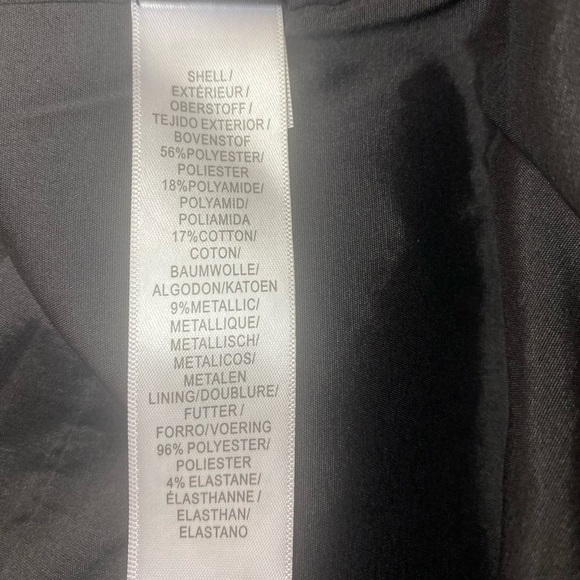 SHELL/
EXTÉRIEUR/
OBERSTOFF/
TEJIDO EXTERIOR/
BOVENSTOF
56%POLYESTER/
POLIESTER
18%POLYAMIDE/
POLYAMID/
POLIAMIDA
17%COTTON/
COTON/
BAUMWOLLE/
ALGODON/KATOEN
9%METALLIC/
METALLIQUE/
METALLISCH/
METALICOS/
METALEN
LINING/DOUBLURE/
FUTTER/
FORRO/VOERING
96% POLYESTER/
POLIESTER
4% ELASTANE/
ÉLASTHANNE/
ELASTHAN/
ELASTANO